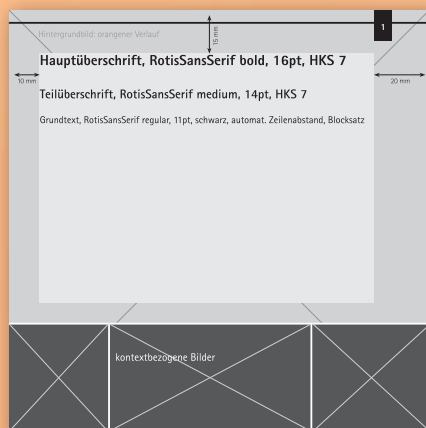 1
Hintergrundbild: orangener Verlauf
15 mm
Hauptüberschrift, RotisSansSerif bold, 16pt, HKS 7
10 mm
20 mm
Teilüberschrift, RotisSansSerif medium, 14pt, HKS 7
Grundtext, RotisSansSerif regular, 11pt, schwarz, automat. Zeilenabstand, Blocksatz
kontextbezogene Bilder